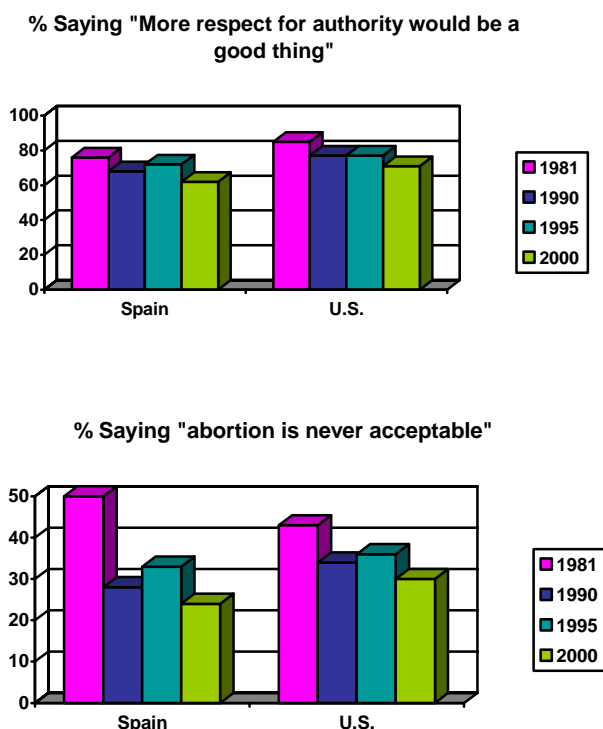 % Saying "More respect for authority would be a
good thing"
100
80
60
40
20
0
Spain
U.S.
1981
1990
1995
2000
% Saying "abortion is never acceptable"
50
40
30
20
10
0
Spain
U.S.
1981
1990
1995
2000